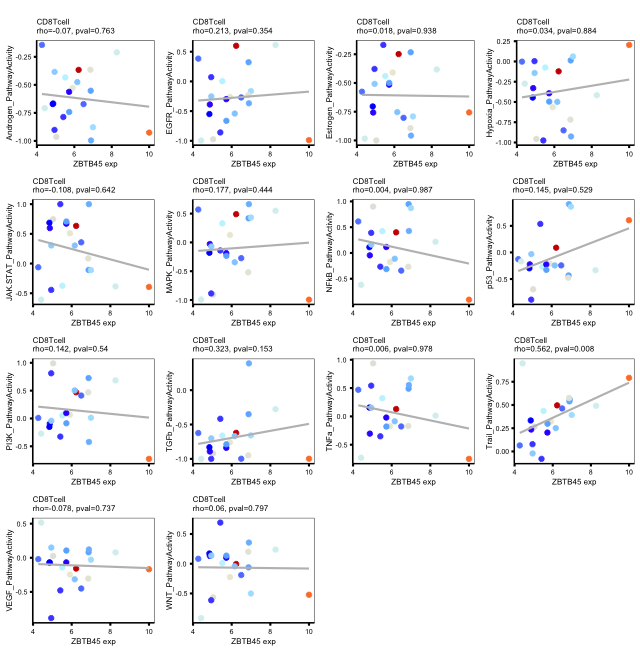 CD8Tcell
rho=-0.07, pval=0.763
Androgen_PathwayActivity
-0.25
-0.50
-0.75
-1.00
4
6
8
10
ZBTB45 exp
CD8Tcell
rho=0.213, pval=0.354
EGFR_PathwayActivity
0.5
0.0
-0.5
-1.0
4
6
8
10
ZBTB45 exp
CD8Tcell
rho=0.018, pval=0.938
Estrogen_PathwayActivity
-0.25
-0.50
-0.75
-1.00
4
6
8
10
ZBTB45 exp
CD8Tcell
rho=0.034, pval=0.884
Hypoxia_PathwayActivity
0.25
0.00
-0.25
-0.50
-0.75
-1.00
4
6
8
10
ZBTB45 exp
CD8Tcell
rho=-0.108, pval=0.642
JAK-STAT_PathwayActivity
1.0
0.5
0.0
-0.5
4
6
8
10
ZBTB45 exp
CD8Tcell
rho=0.177, pval=0.444
MAPK_PathwayActivity
0.5
0.0
-0.5
-1.0
4
6
8
10
ZBTB45 exp
CD8Tcell
rho=0.004, pval=0.987
NFkB_PathwayActivity
1.0
0.5
0.0
-0.5
4
6
8
10
ZBTB45 exp
CD8Tcell
rho=0.145, pval=0.529
p53_PathwayActivity
0.5
0.0
-0.5
4
6
8
10
ZBTB45 exp
CD8Tcell
rho=0.142, pval=0.54
PI3K_PathwayActivity
1.0
0.5
0.0
-0.5
4
6
8
10
ZBTB45 exp
CD8Tcell
rho=0.323, pval=0.153
TGFb_PathwayActivity
0.5
0.0
-0.5
-1.0
4
6
8
10
ZBTB45 exp
CD8Tcell
rho=0.006, pval=0.978
TNFa_PathwayActivity
1.0
0.5
0.0
-0.5
4
6
8
10
ZBTB45 exp
CD8Tcell
rho=0.562, pval=0.008
Trail_PathwayActivity
0.75
0.50
0.25
0.00
4
6
8
10
ZBTB45 exp
CD8Tcell
rho=-0.078, pval=0.737
VEGF_PathwayActivity
0.5
0.0
-0.5
4
6
8
10
ZBTB45 exp
CD8Tcell
rho=0.06, pval=0.797
WNT_PathwayActivity
0.5
0.0
-0.5
4
6
8
10
ZBTB45 exp